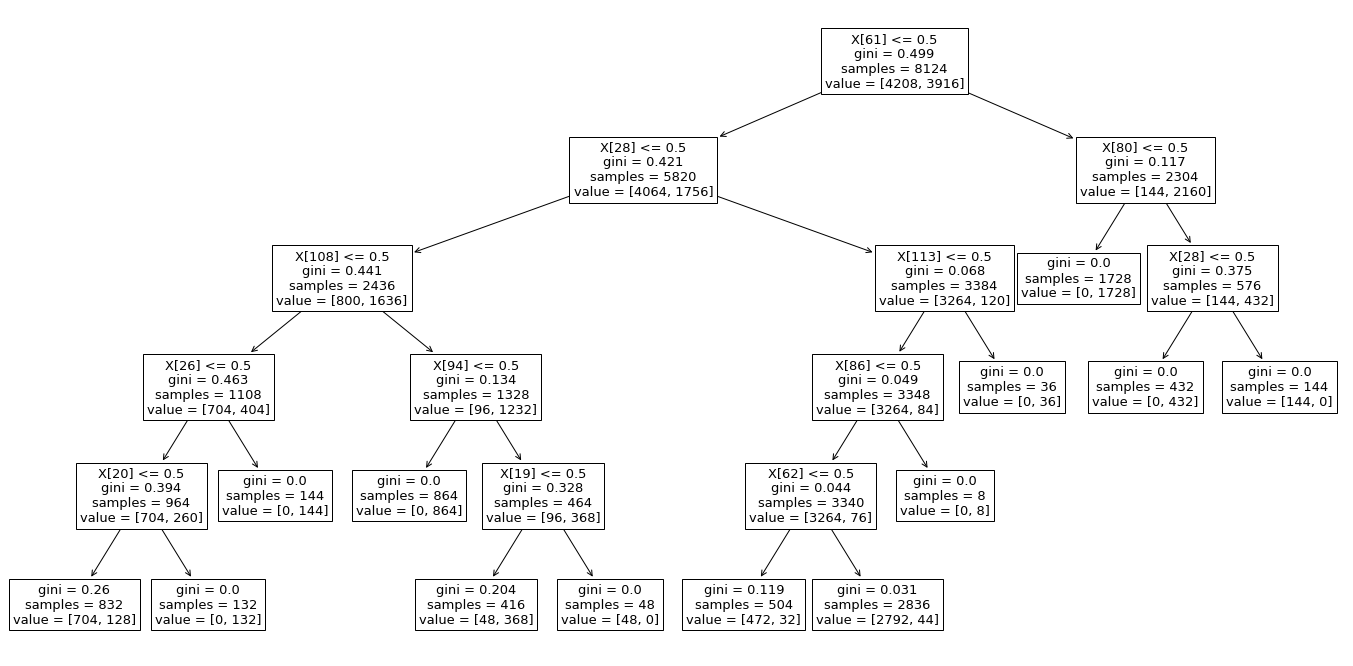 X[61] <= 0.5
gini = 0.499
samples = 8124
value = [4208, 3916]
X[28] <= 0.5
gini = 0.421
samples = 5820
value = [4064, 1756]
X[80] <= 0.5
gini = 0.117
samples = 2304
value = [144, 2160]
X[108] <= 0.5
gini = 0.441
samples = 2436
value = [800, 1636]
X[113] <= 0.5
gini = 0.068
samples = 3384
value = [3264, 120]
gini = 0.0
samples = 1728
value = [0, 1728]
X[28] <= 0.5
gini = 0.375
samples = 576
value = [144, 432]
X[26] <= 0.5
gini = 0.463
samples = 1108
value = [704, 404]
X[94] <= 0.5
gini = 0.134
samples = 1328
value = [96, 1232]
X[86] <= 0.5
gini = 0.049
samples = 3348
value = [3264, 84]
gini = 0.0
samples = 36
value = [0, 36]
gini = 0.0
samples = 432
value = [0, 432]
gini = 0.0
samples = 144
value = [144, 0]
X[20] <= 0.5
gini = 0.394
samples = 964
value = [704, 260]
gini = 0.0
samples = 144
value = [0, 144]
gini = 0.0
samples = 864
value = [0, 864]
X[19] <= 0.5
gini = 0.328
samples = 464
value = [96, 368]
X[62] <= 0.5
gini = 0.044
samples = 3340
value = [3264, 76]
gini = 0.0
samples = 8
value = [0, 8]
gini = 0.26
samples = 832
value = [704, 128]
gini = 0.0
samples = 132
value = [0, 132]
gini = 0.204
samples = 416
value = [48, 368]
gini = 0.0
samples = 48
value = [48, 0]
gini = 0.119
samples = 504
value = [472, 32]
gini = 0.031
samples = 2836
value = [2792, 44]